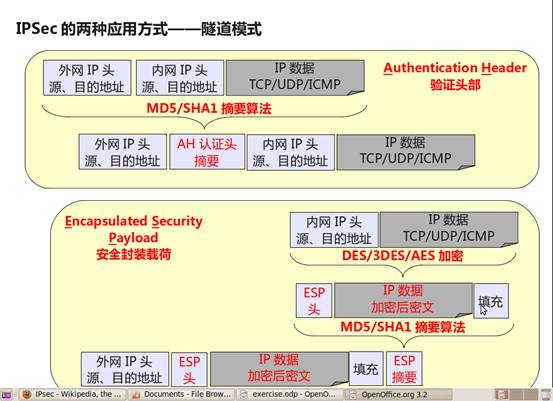 IPSec 的两种应用方式——隧道模式
外网 IP 头
源、目的地址
内网 IP 头
源、目的地址
IP 数据
TCP/UDP/ICMP
Authentication Header
验证头部
MD5/SHA1 摘要算法
外网 IP 头
源、目的地址
AH 认证头
摘要
内网 IP 头
源、目的地址
IP 数据
TCP/UDP/ICMP
Encapsulated Security
Payload
安全封装载荷
内网 IP 头
源、目的地址
IP 数据
TCP/UDP/ICMP
DES/3DES/AES 加密
ESP
头
IP 数据
加密后密文
填充
MD5/SHA1 摘要算法
外网 IP 头
源、目的地址
ESP
头
IP 数据
加密后密文
填充
ESP
摘要
IPsec - Wikipedia, the ...
Documents - File Brow...
exercise.odp - OpenO...
OpenOffice.org 3.2